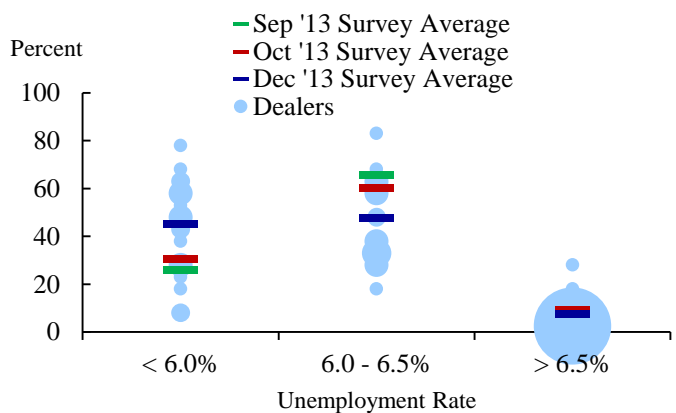 Sep '13 Survey Average
Percent
Oct '13 Survey Average
Dec '13 Survey Average
Dealers
100
80
60
40
20
0
< 6.0%
6.0 - 6.5%
> 6.5%
Unemployment Rate